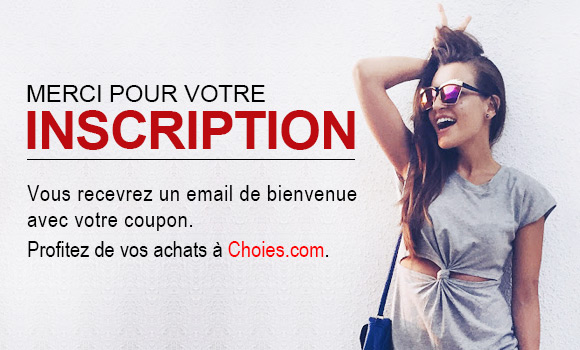 MERCI POUR VOTRE
INSCRIPTION
Vous recevrez un email de bienvenue
avec votre coupon.
Profitez de vos achats à Choies.com.